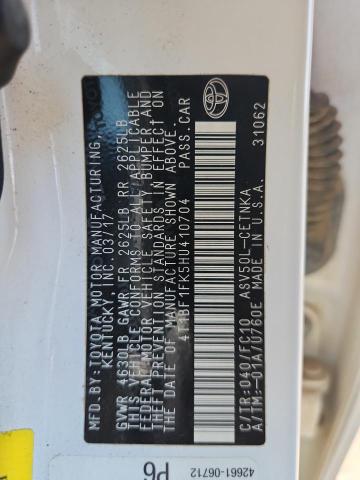 MFD.BY: TOYOTA MOTOR MANUFACTURING,
KENTUCKY, INC. 03/17
GVWR 4630LB GAWR FR 2625LB RR 2625LB
THIS VEHICLE CONFORMS TO ALL APPLICABLE
FEDERAL MOTOR VEHICLE SAFETY, BUMPER, AND
THEFT PREVENTION STANDARDS IN EFFECT ON
THE DATE OF MANUFACTURE SHOWN ABOVE.
4T1BF1FK5HU410704 PASS.CAR
C/TR: 040/FC10 ASV50L-CETNKA
A/TM: -01A/U760E MADE IN U.S.A. 31062
42661-06712
P6